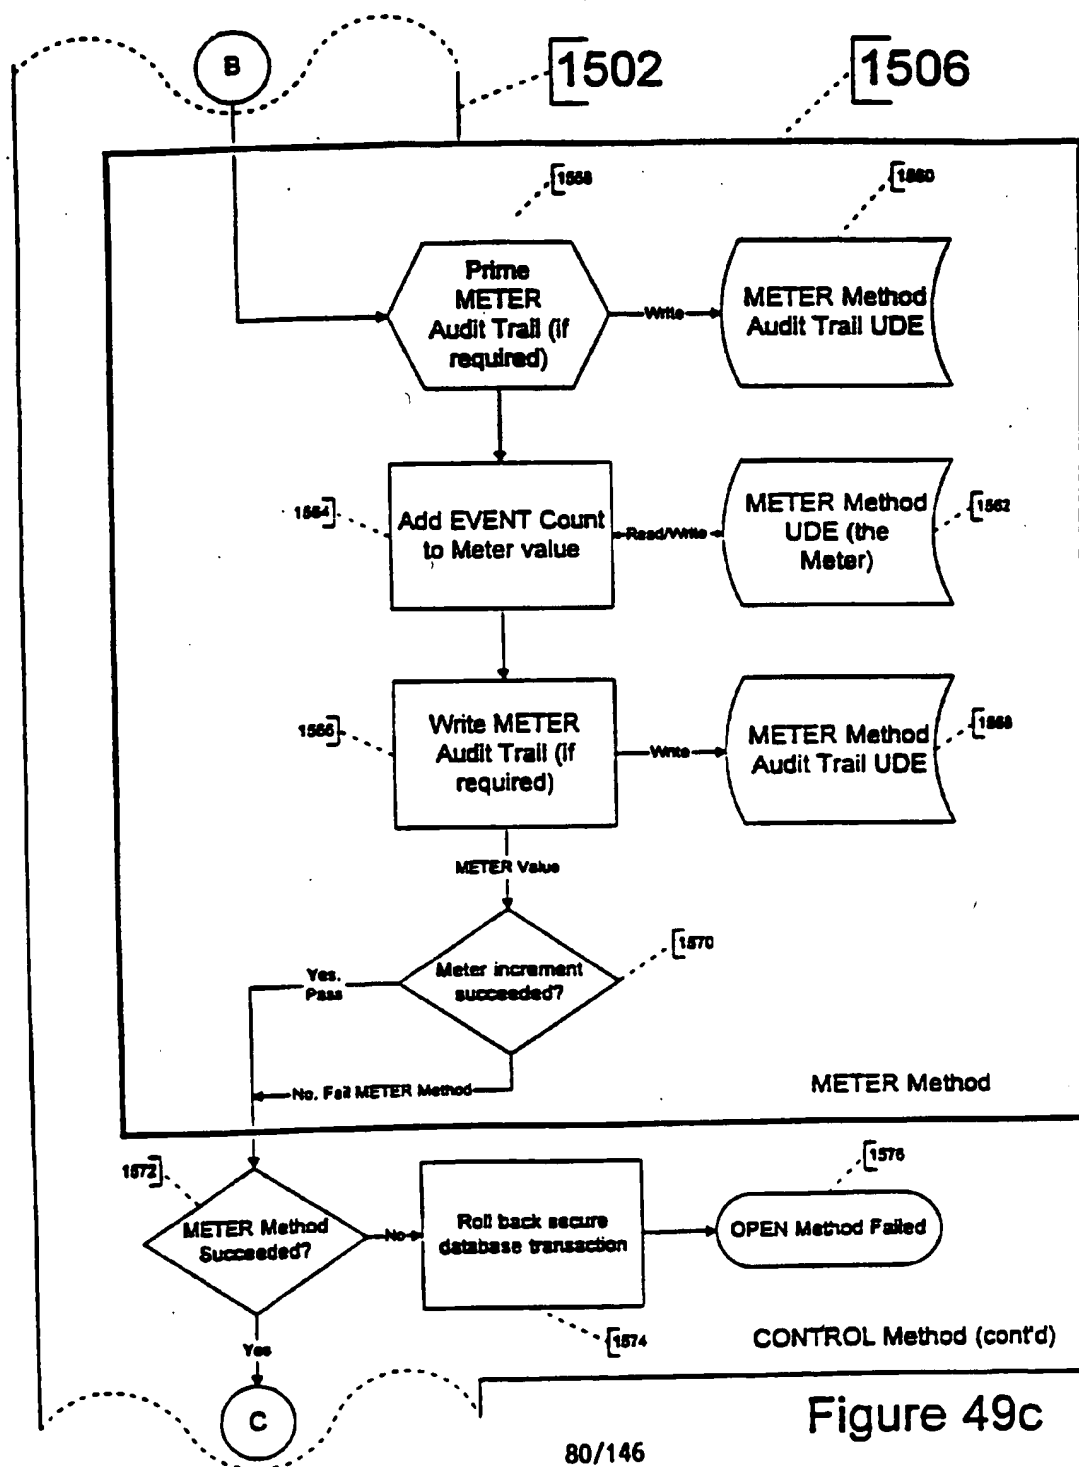 B
1502
1506
1558
1560
Prime
METER
Audit Trail (if
required)
Write
METER Method
Audit Trail UDE
1564
Add EVENT Count
to Meter value
Read/Write
METER Method
UDE (the
Meter)
1562
1566
Write METER
Audit Trail (if
required)
Write
METER Method
Audit Trail UDE
1568
METER Value
1570
Meter increment
succeeded?
Yes.
Pass
No. Fail METER Method
METER Method
1572
METER Method
Succeeded?
No
Roll back secure
database transaction
1576
OPEN Method Failed
1574
Yes
CONTROL Method (cont'd)
C
Figure 49c
80/146